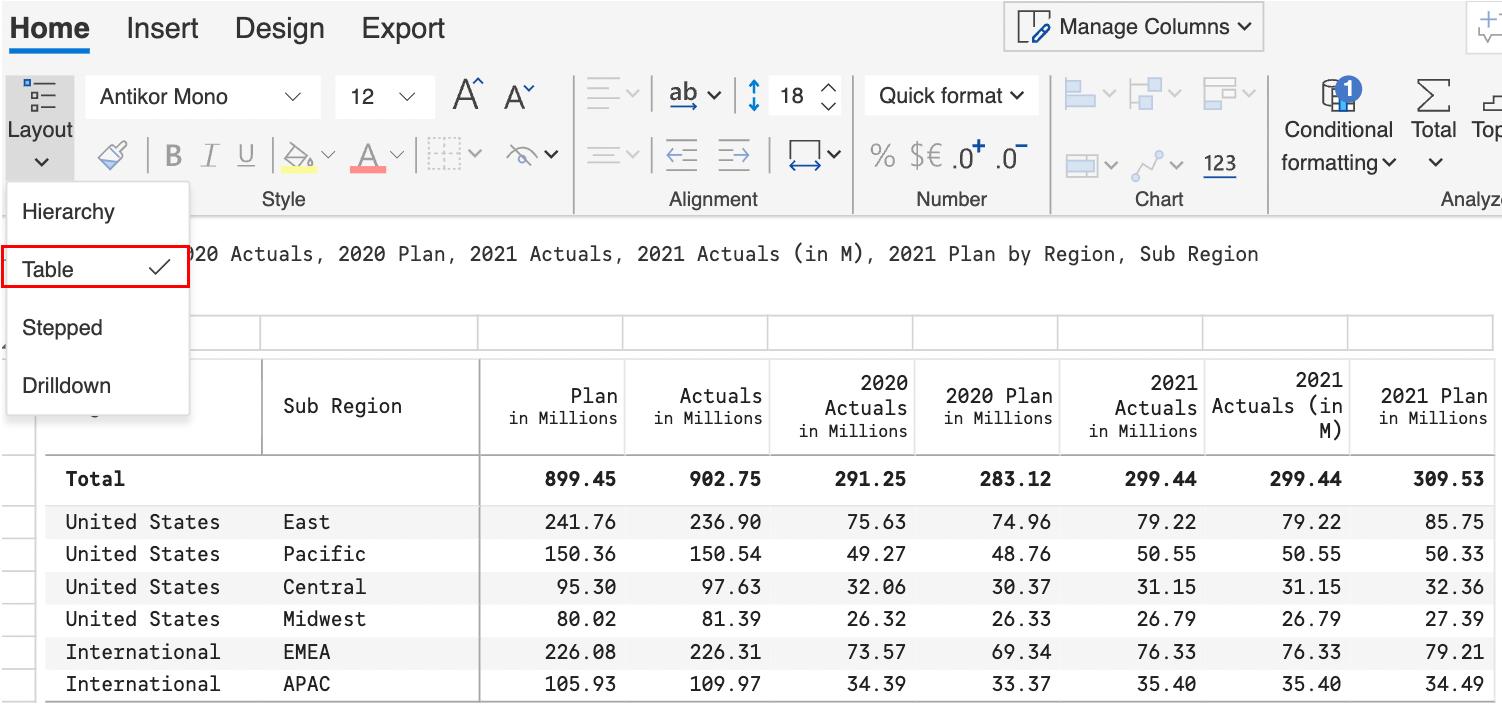 Home Insert Design Export Manage Columns
Layout Antikor Mono 12 A A ab 18 Quick format 1 Conditional formatting Total
B I U A % $€ .0+ .0- 123
Style Alignment Number Chart
Hierarchy
Table
Stepped
Drilldown
020 Actuals, 2020 Plan, 2021 Actuals, 2021 Actuals (in M), 2021 Plan by Region, Sub Region
Sub Region Plan in Millions Actuals in Millions 2020 Actuals in Millions 2020 Plan in Millions 2021 Actuals in Millions 2021 Actuals (in M) 2021 Plan in Millions
Total 899.45 902.75 291.25 283.12 299.44 299.44 309.53
United States East 241.76 236.90 75.63 74.96 79.22 79.22 85.75
United States Pacific 150.36 150.54 49.27 48.76 50.55 50.55 50.33
United States Central 95.30 97.63 32.06 30.37 31.15 31.15 32.36
United States Midwest 80.02 81.39 26.32 26.33 26.79 26.79 27.39
International EMEA 226.08 226.31 73.57 69.34 76.33 76.33 79.21
International APAC 105.93 109.97 34.39 33.37 35.40 35.40 34.49